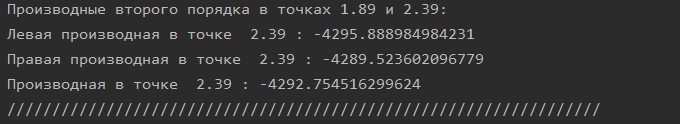 Производные второго порядка в точках 1.89 и 2.39:
Левая производная в точке  2.39 : -4295.888984984231
Правая производная в точке  2.39 : -4289.523602096779
Производная в точке  2.39 : -4292.754516299624
//////////////////////////////////////////////////////////////////